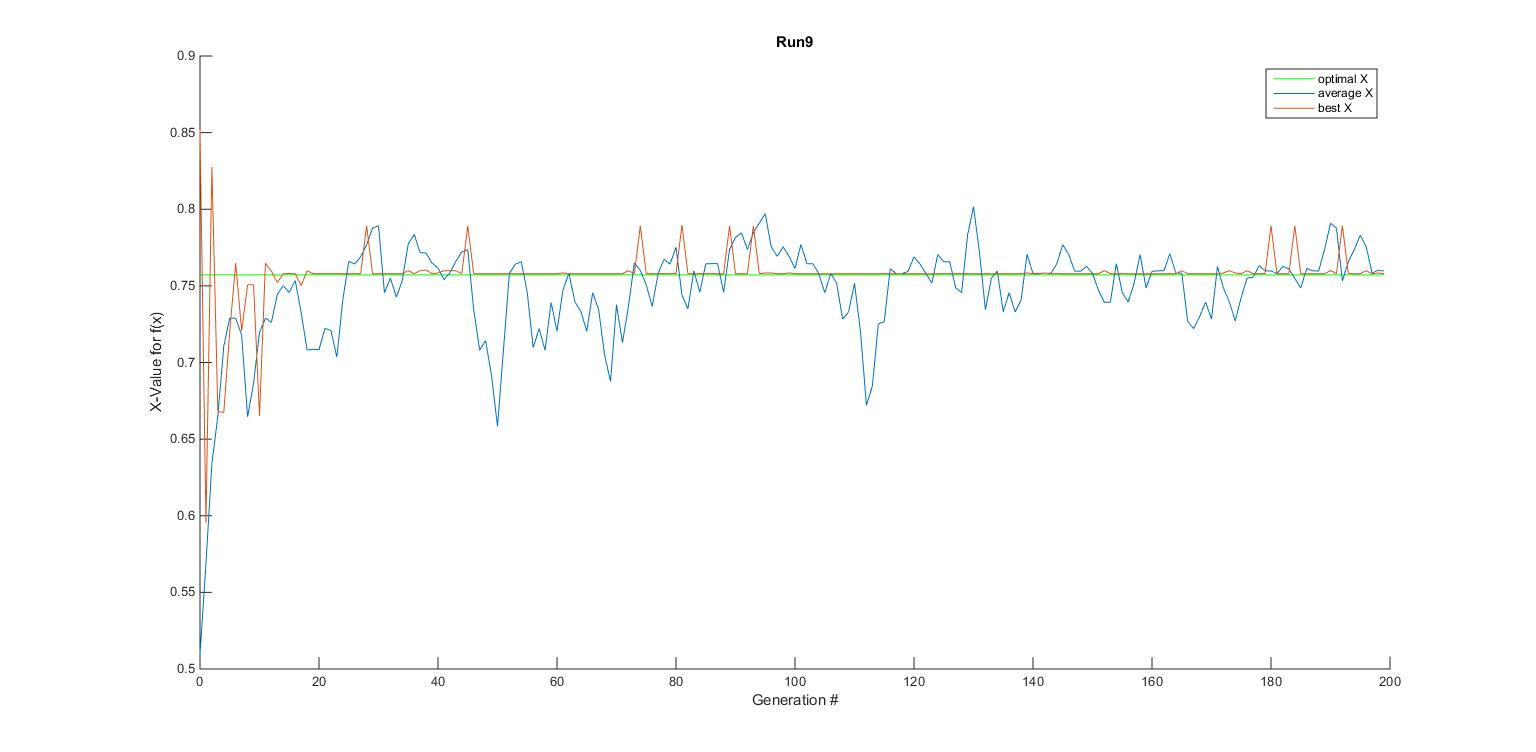 Run9
0.9
0.85
0.8
0.75
0.7
0.65
0.6
0.55
0.5
X-Value for f(x)
optimal X
average X
best X
0 20 40 60 80 100 120 140 160 180 200
Generation #